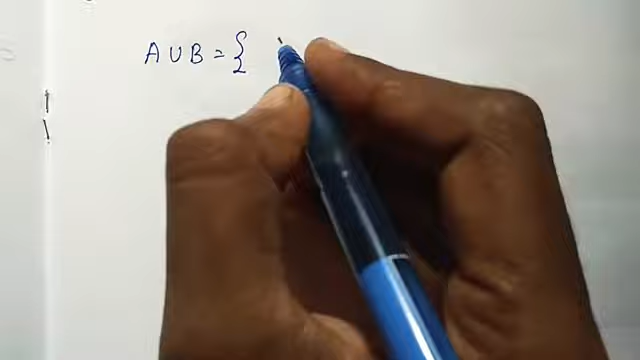 A ∪ B = {